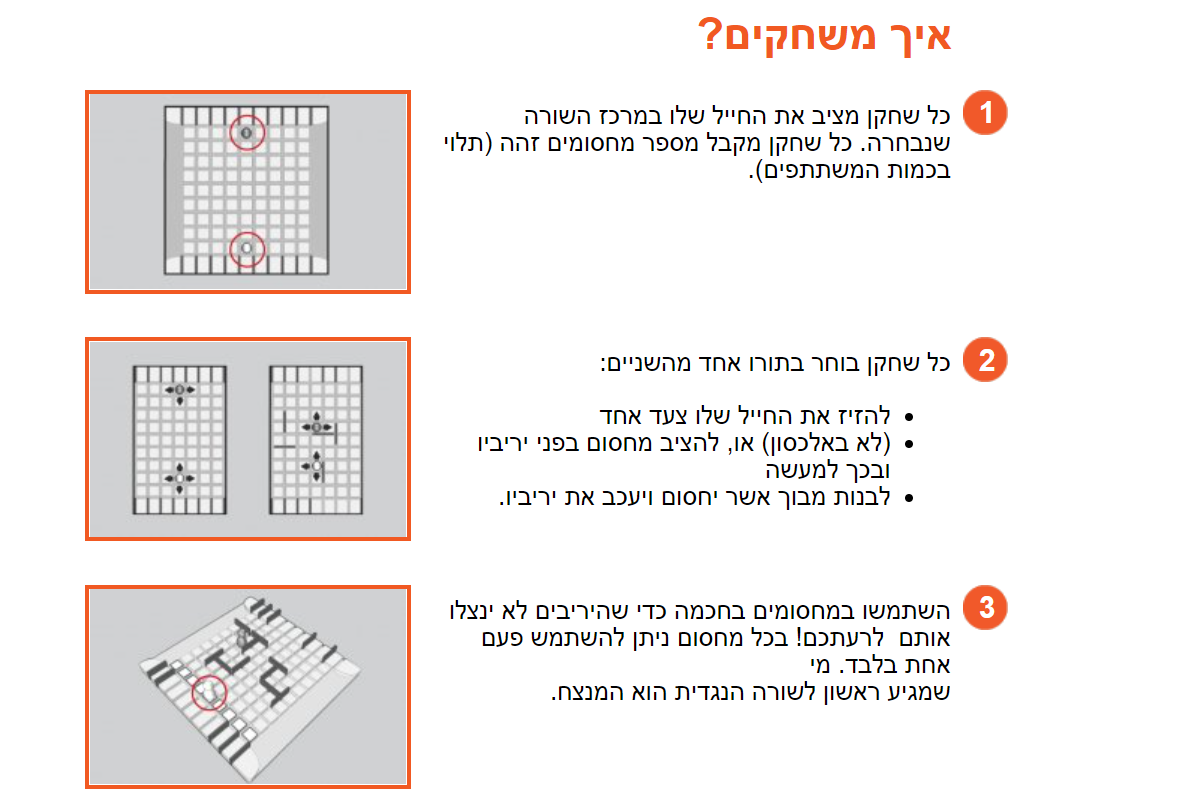 איך משחקים?
1
כל שחקן מציב את החייל שלו במרכז השורה
שנבחרה. כל שחקן מקבל מספר מחסומים זהה (תלוי
בכמות המשתתפים).
2
כל שחקן בוחר בתורו אחד מהשניים:
• להזיז את החייל שלו צעד אחד
• (לא באלכסון) או, להציב מחסום בפני יריביו
ובכך למעשה
• לבנות מבוך אשר יחסום ויעכב את יריביו.
3
השתמשו במחסומים בחכמה כדי שהיריבים לא ינצלו
אותם  לרעתכם! בכל מחסום ניתן להשתמש פעם
אחת בלבד. מי
שמגיע ראשון לשורה הנגדית הוא המנצח.